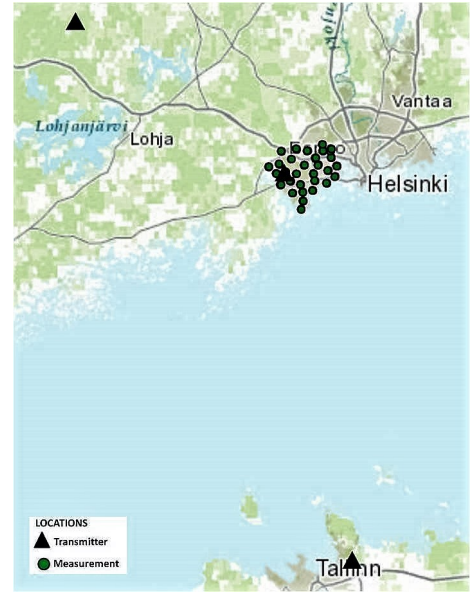 Vantaa
Lohjanjärvi
Lohja
Helsinki
LOCATIONS
Transmitter
Measurement
Tallinn